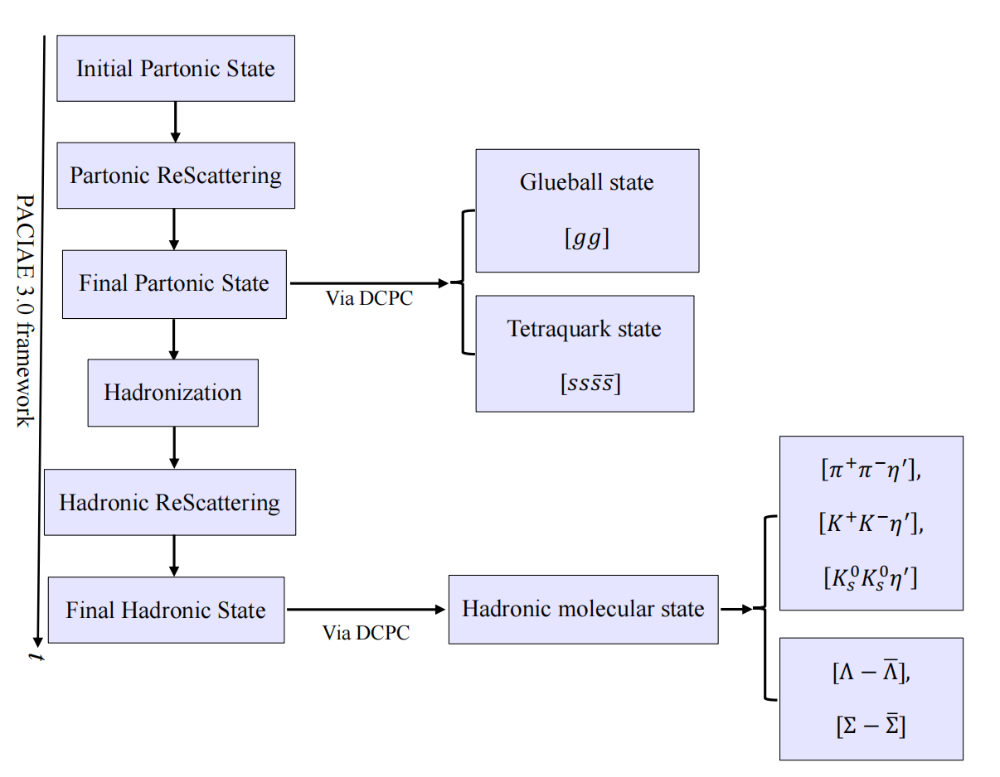 PACIAE 3.0 framework
t
Initial Partonic State
Partonic ReScattering
Final Partonic State
Via DCPC
Glueball state
[gg]
Tetraquark state
[sss̄s̄]
Hadronization
Hadronic ReScattering
Final Hadronic State
Via DCPC
Hadronic molecular state
[π⁺π⁻η′],
[K⁺K⁻η′],
[K⁰ₛK⁰ₛη′]
[Λ − Λ̅],
[Σ − Σ̅]